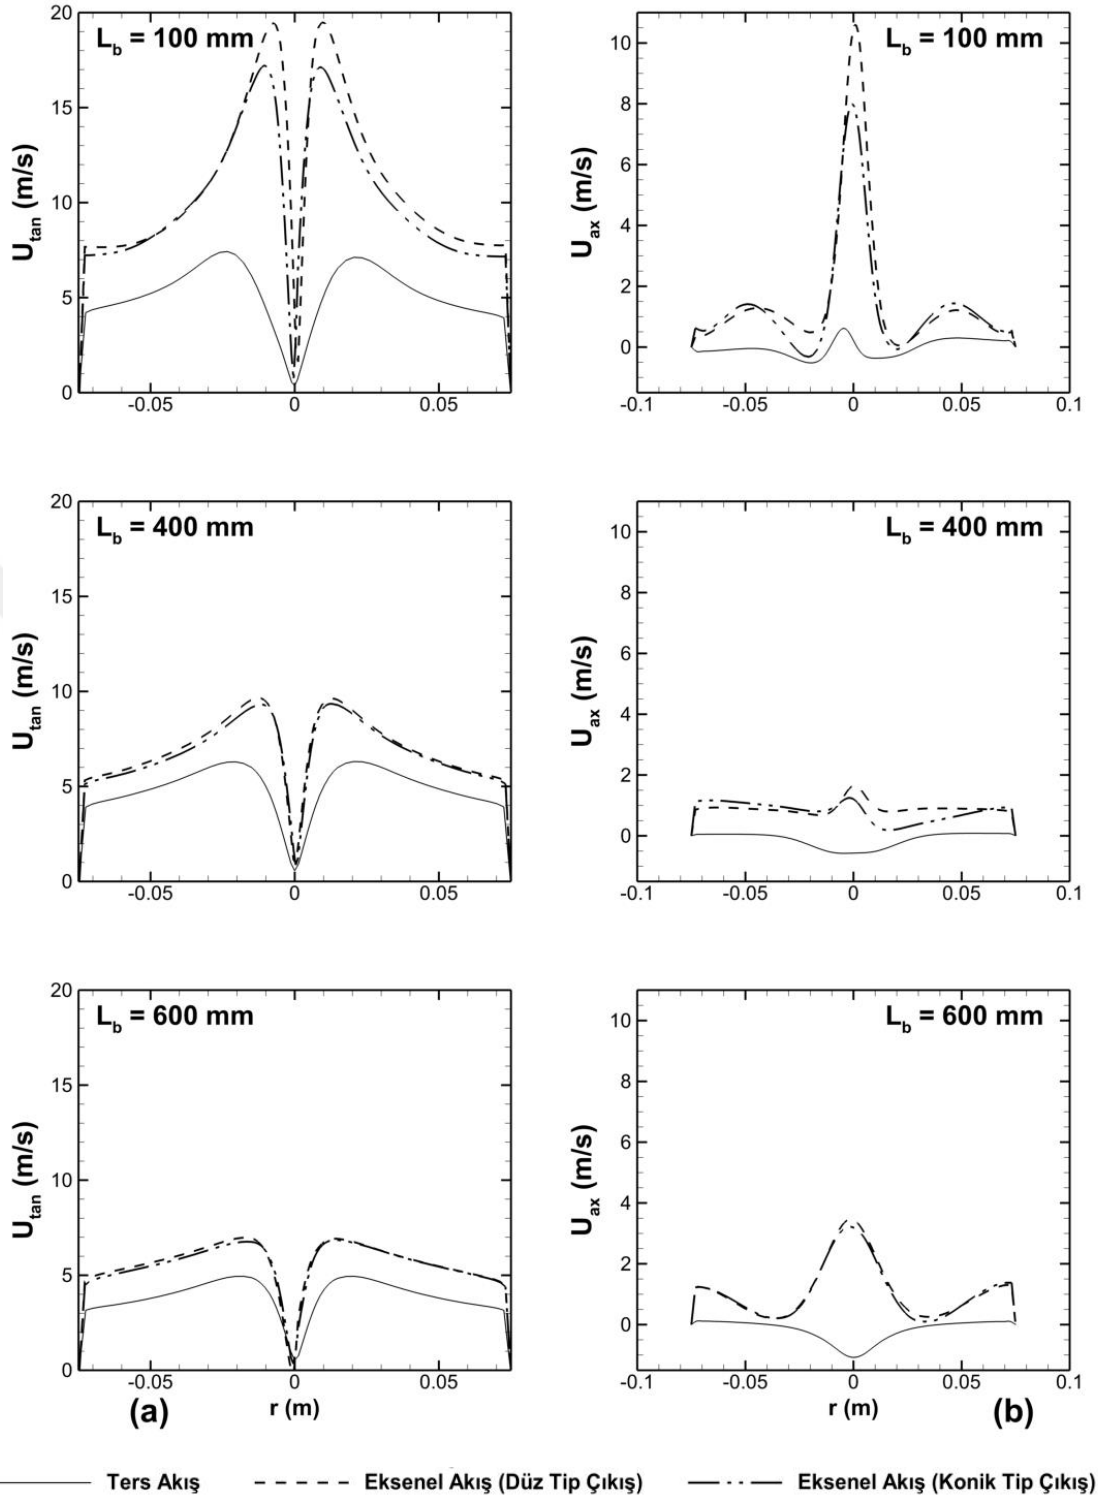 20
15
10
5
0
U_tan (m/s)
L_b = 100 mm
-0.05 0 0.05
10
8
6
4
2
0
U_ax (m/s)
L_b = 100 mm
-0.1 -0.05 0 0.05 0.1
20
15
10
5
0
U_tan (m/s)
L_b = 400 mm
-0.05 0 0.05
10
8
6
4
2
0
U_ax (m/s)
L_b = 400 mm
-0.1 -0.05 0 0.05 0.1
20
15
10
5
0
U_tan (m/s)
L_b = 600 mm
-0.05 0 0.05
(a) r (m)
10
8
6
4
2
0
U_ax (m/s)
L_b = 600 mm
-0.1 -0.05 0 0.05 0.1
r (m) (b)
Ters Akış Eksenel Akış (Düz Tip Çıkış) Eksenel Akış (Konik Tip Çıkış)